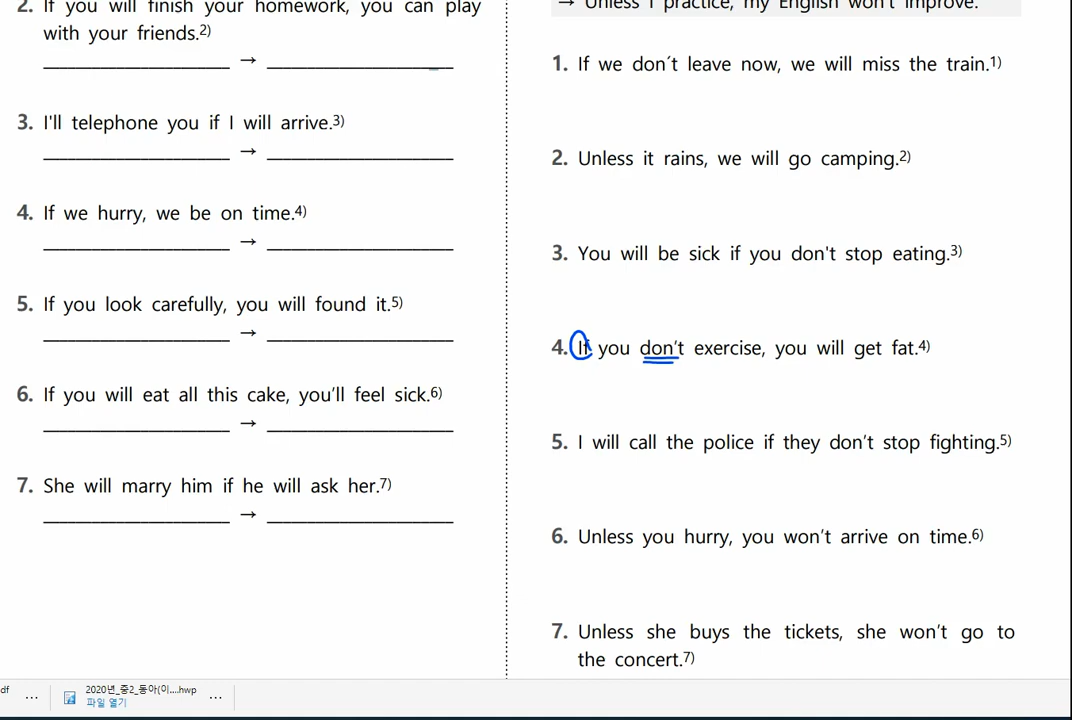 2. If you will finish your homework, you can play
with your friends.2)
→
3. I'll telephone you if I will arrive.3)
→
4. If we hurry, we be on time.4)
→
5. If you look carefully, you will found it.5)
→
6. If you will eat all this cake, you'll feel sick.6)
→
7. She will marry him if he will ask her.7)
→
→ Unless I practice, my English won't improve.
1. If we don´t leave now, we will miss the train.1)
2. Unless it rains, we will go camping.2)
3. You will be sick if you don't stop eating.3)
4. If you don't exercise, you will get fat.4)
5. I will call the police if they don't stop fighting.5)
6. Unless you hurry, you won't arrive on time.6)
7. Unless she buys the tickets, she won't go to
the concert.7)
df ... 2020년_중2_동아(이....hwp ...
파일 열기